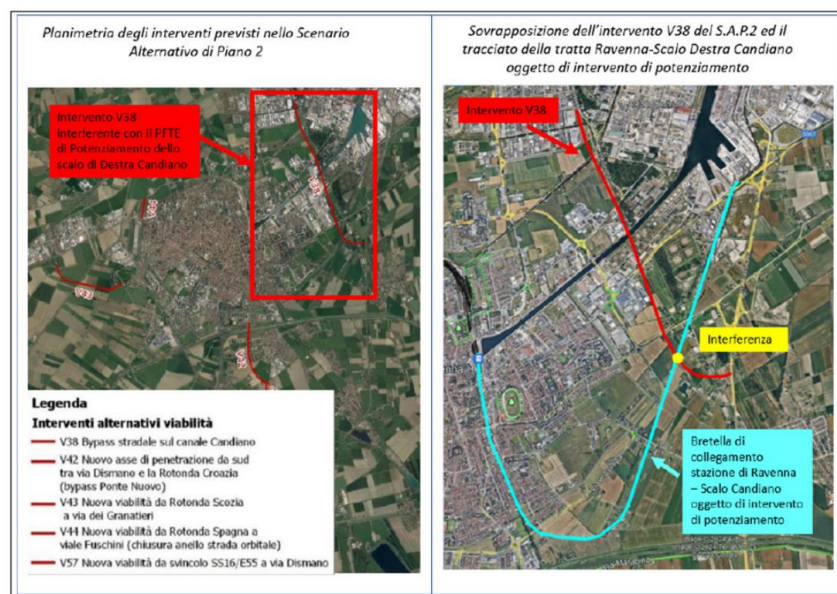 Planimetria degli interventi previsti nello Scenario
Alternativo di Piano 2
Intervento V38
interferente con il PFTE
di Potenziamento dello
scalo di Destra Candiano
V38
V44
V43
Legenda
Interventi alternativi viabilità
V38 Bypass stradale sul canale Candiano
V42 Nuovo asse di penetrazione da sud
tra via Dismano e la Rotonda Croazia
(bypass Ponte Nuovo)
V43 Nuova viabilità da Rotonda Scozia
a via dei Granatieri
V44 Nuova viabilità da Rotonda Spagna a
viale Fuschini (chiusura anello strada orbitale)
V57 Nuova viabilità da svincolo SS16/E55 a via Dismano
Sovrapposizione dell'intervento V38 del S.A.P.2 ed il
tracciato della tratta Ravenna-Scalo Destra Candiano
oggetto di intervento di potenziamento
Intervento V38
Interferenza
Bretella di
collegamento
stazione di Ravenna
– Scalo Candiano
oggetto di intervento
di potenziamento